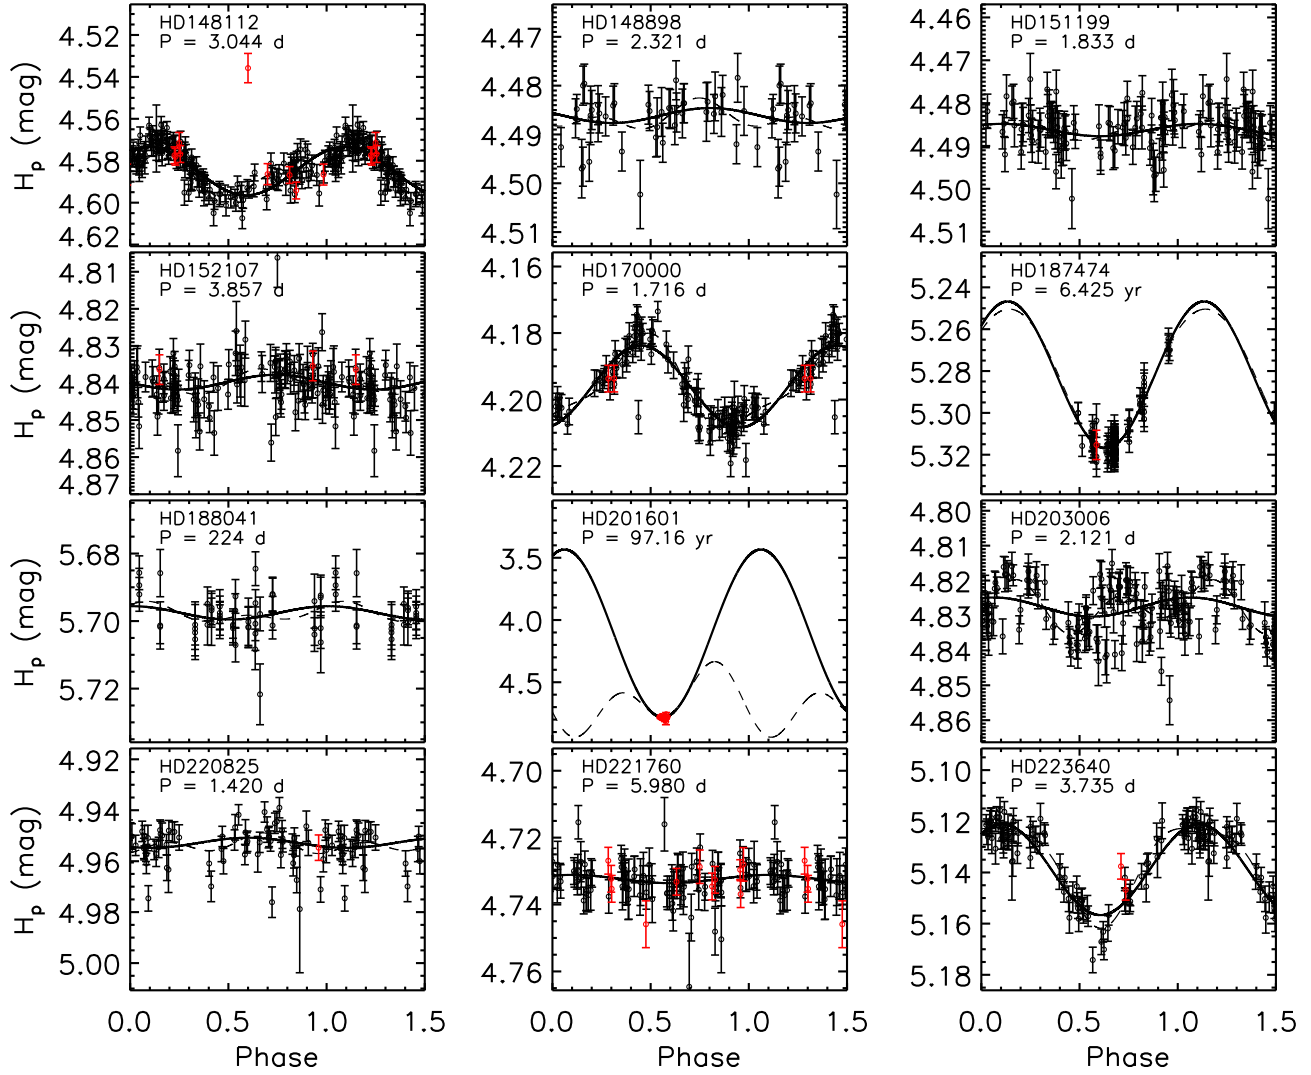 HD148112
P = 3.044 d
HD148898
P = 2.321 d
HD151199
P = 1.833 d
4.52
4.54
4.56
4.58
4.60
4.62
H_p (mag)
4.47
4.48
4.49
4.50
4.51
4.46
4.47
4.48
4.49
4.50
4.51
HD152107
P = 3.857 d
HD170000
P = 1.716 d
HD187474
P = 6.425 yr
4.81
4.82
4.83
4.84
4.85
4.86
4.87
H_p (mag)
4.16
4.18
4.20
4.22
5.24
5.26
5.28
5.30
5.32
HD188041
P = 224 d
HD201601
P = 97.16 yr
HD203006
P = 2.121 d
5.68
5.70
5.72
H_p (mag)
3.5
4.0
4.5
4.80
4.81
4.82
4.83
4.84
4.85
4.86
HD220825
P = 1.420 d
HD221760
P = 5.980 d
HD223640
P = 3.735 d
4.92
4.94
4.96
4.98
5.00
H_p (mag)
4.70
4.72
4.74
4.76
5.10
5.12
5.14
5.16
5.18
0.0 0.5 1.0 1.5
0.0 0.5 1.0 1.5
0.0 0.5 1.0 1.5
Phase
Phase
Phase